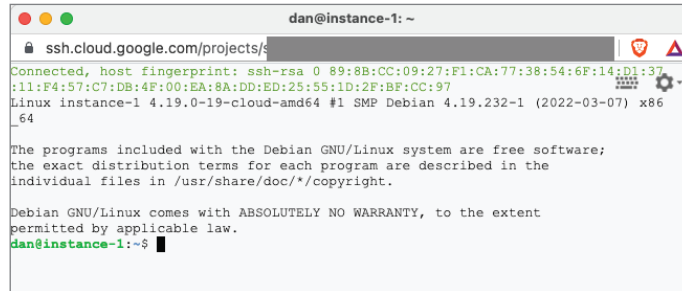 dan@instance-1: ~
ssh.cloud.google.com/projects/s
Connected, host fingerprint: ssh-rsa 0 89:8B:CC:09:27:F1:CA:77:38:54:6F:14:D1:37
:11:F4:57:C7:DB:4F:00:EA:8A:DD:ED:25:55:1D:2F:BF:CC:97
Linux instance-1 4.19.0-19-cloud-amd64 #1 SMP Debian 4.19.232-1 (2022-03-07) x86
_64
The programs included with the Debian GNU/Linux system are free software;
the exact distribution terms for each program are described in the
individual files in /usr/share/doc/*/copyright.
Debian GNU/Linux comes with ABSOLUTELY NO WARRANTY, to the extent
permitted by applicable law.
dan@instance-1:~$